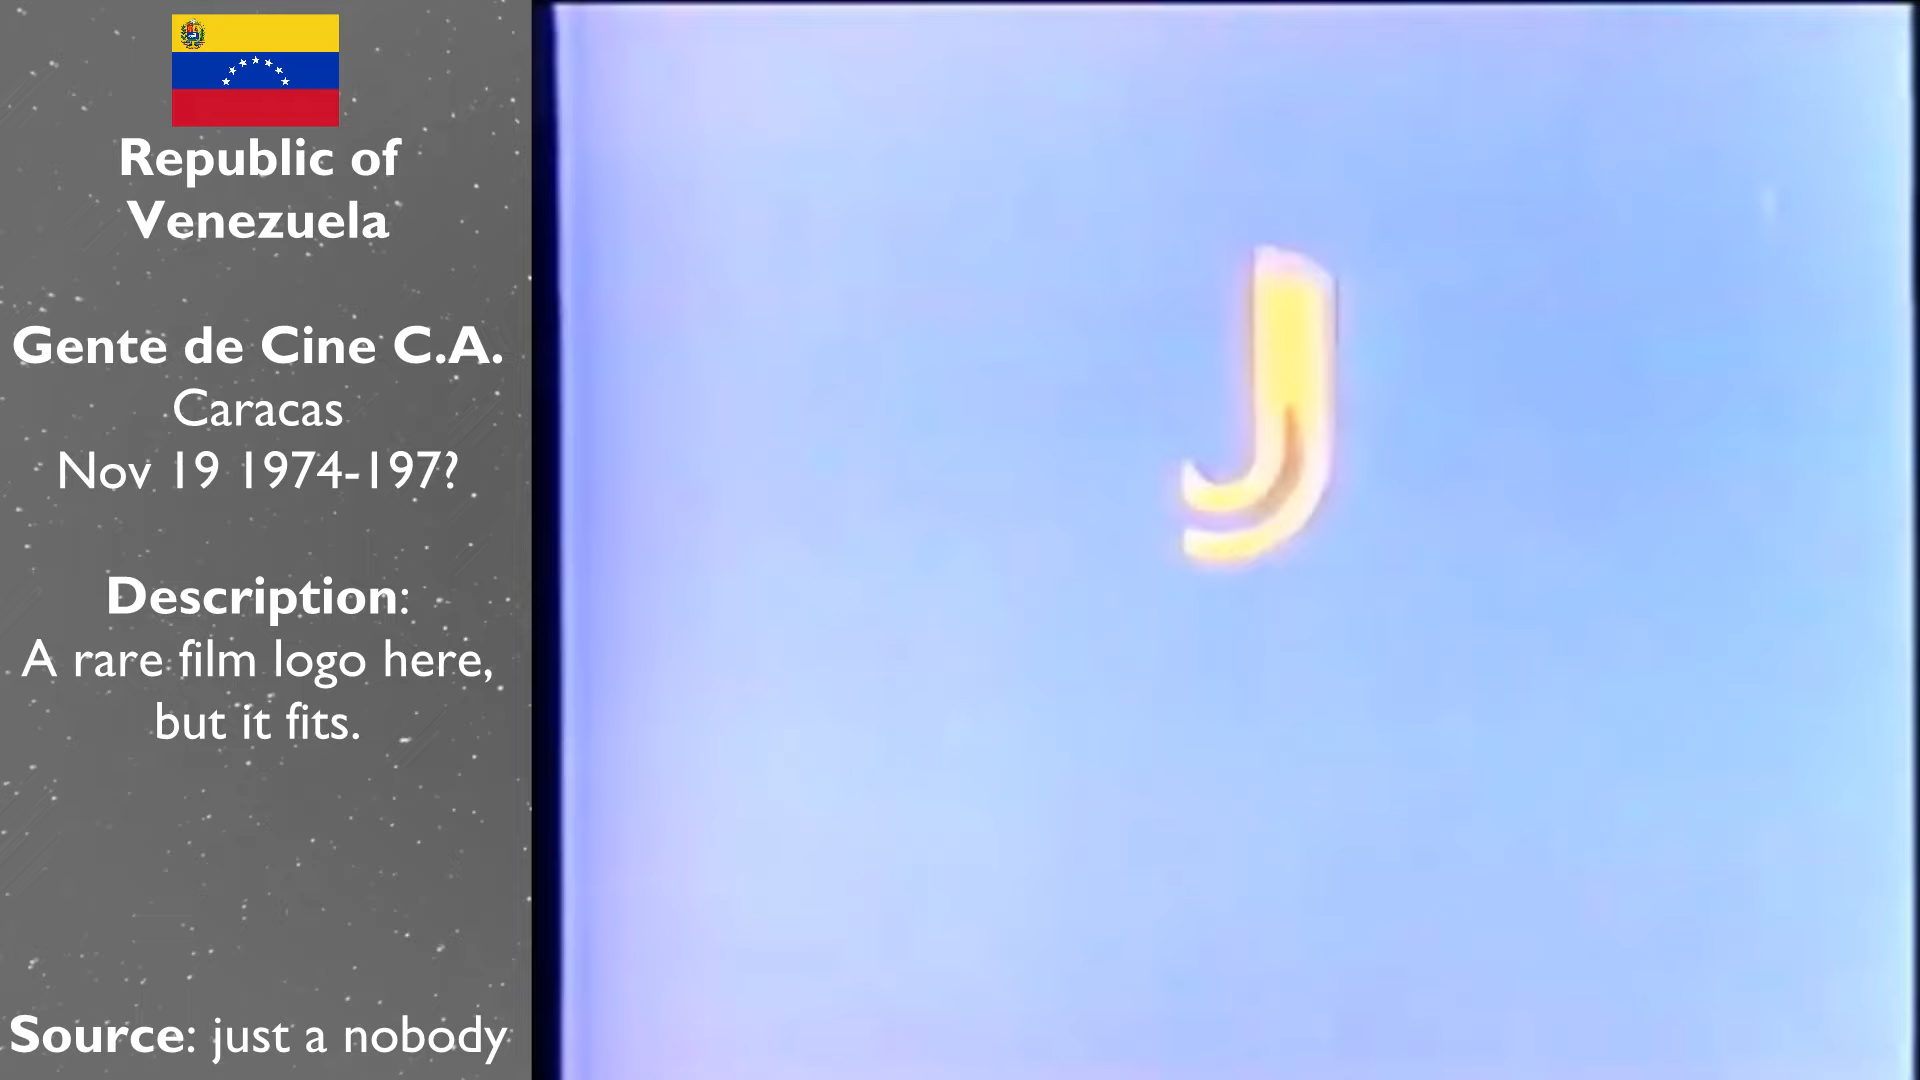 Republic of
Venezuela
Gente de Cine C.A.
Caracas
Nov 19 1974-197?
Description:
A rare film logo here,
but it fits.
Source: just a nobody